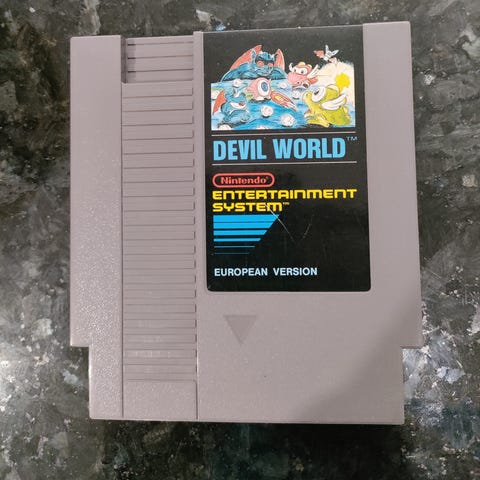 DEVIL WORLD™
Nintendo®
ENTERTAINMENT
SYSTEM™
EUROPEAN VERSION